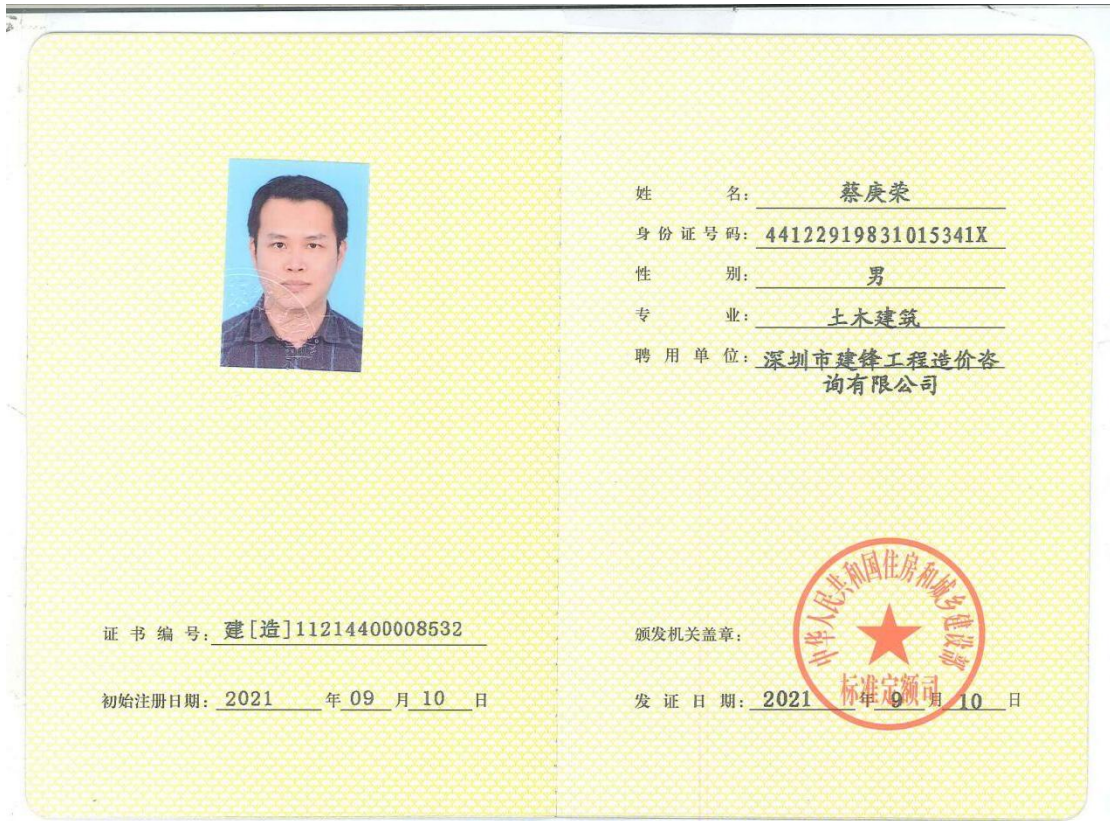 证书编号: 建[造]11214400008532
初始注册日期: 2021 年 09 月 10 日
姓名: 蔡庚荣
身份证号码: 44122919831015341X
性别: 男
专业: 土木建筑
聘用单位: 深圳市建锋工程造价咨
询有限公司
颁发机关盖章:
中华人民共和国住房和城乡建设部
标准定额司
发证日期: 2021 年 9 月 10 日